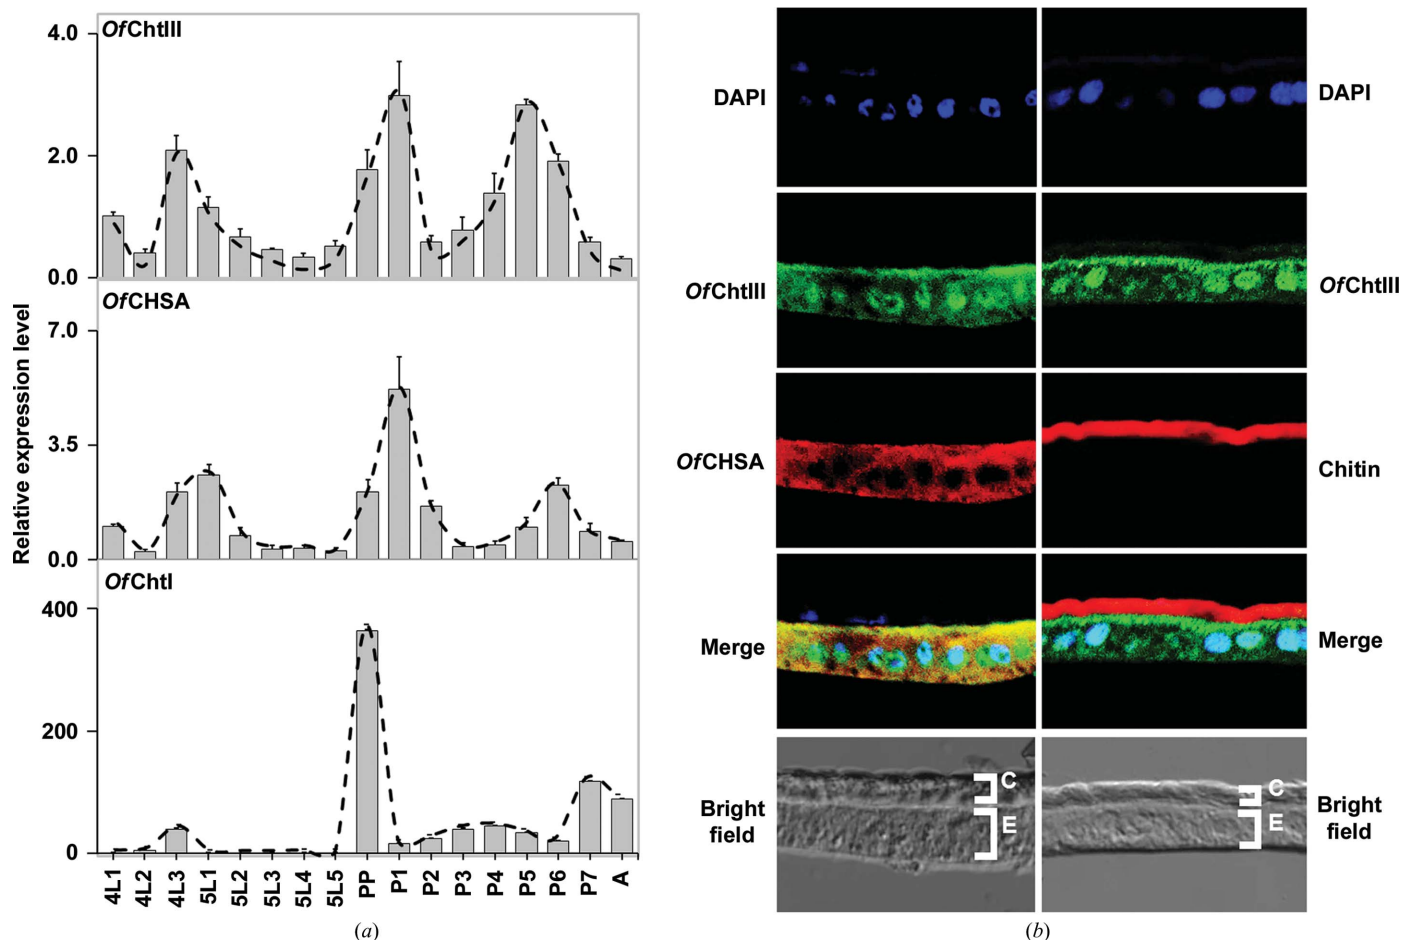 OfChtIII
4.0
2.0
0.0
OfCHSA
7.0
3.5
0.0
OfChtI
400
200
0
Relative expression level
4L1 4L2 4L3 5L1 5L2 5L3 5L4 5L5 PP P1 P2 P3 P4 P5 P6 P7 A
(a)
DAPI
DAPI
OfChtIII
OfChtIII
OfCHSA
Chitin
Merge
Merge
Bright field
C
E
C
E
Bright field
(b)